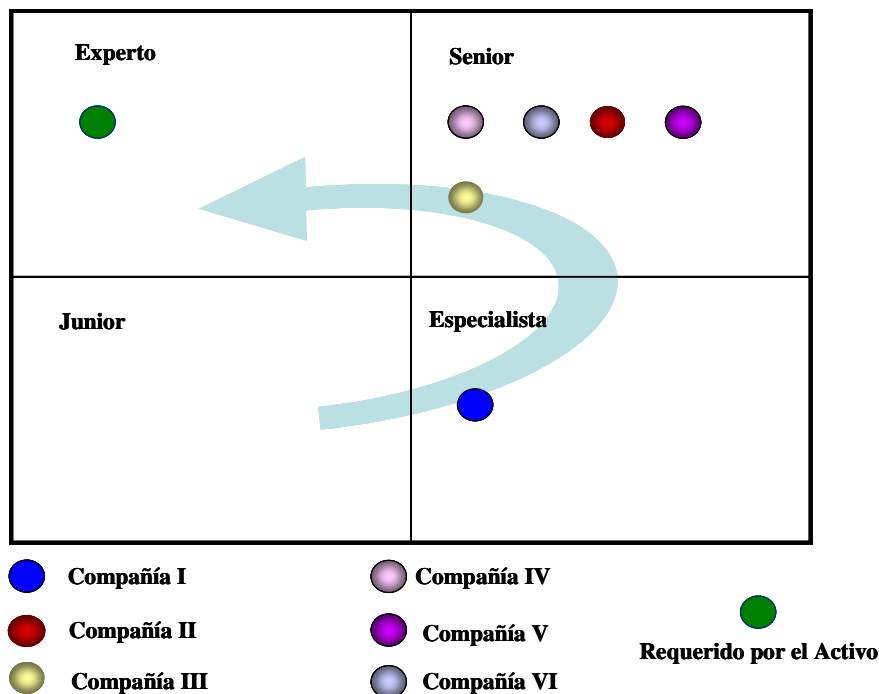 Experto
Senior
Junior
Especialista
Compañía I
Compañía IV
Compañía II
Compañía V
Requerido por el Activo
Compañía III
Compañía VI